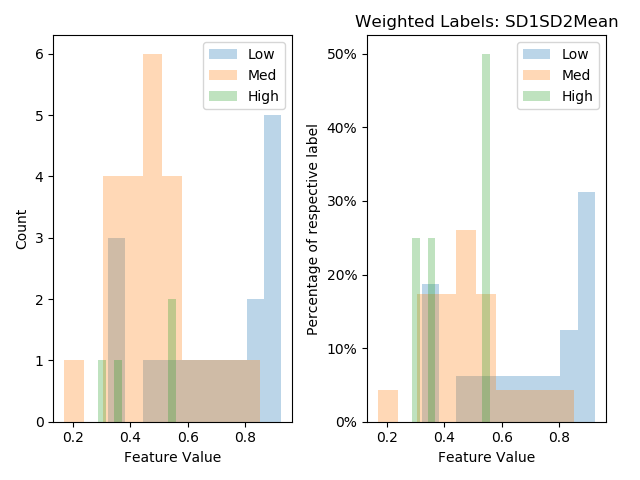 Weighted Labels: SD1SD2Mean
Count
6
5
4
3
2
1
0
0.2 0.4 0.6 0.8
Feature Value
Low
Med
High
Percentage of respective label
50%
40%
30%
20%
10%
0%
0.2 0.4 0.6 0.8
Feature Value
Low
Med
High